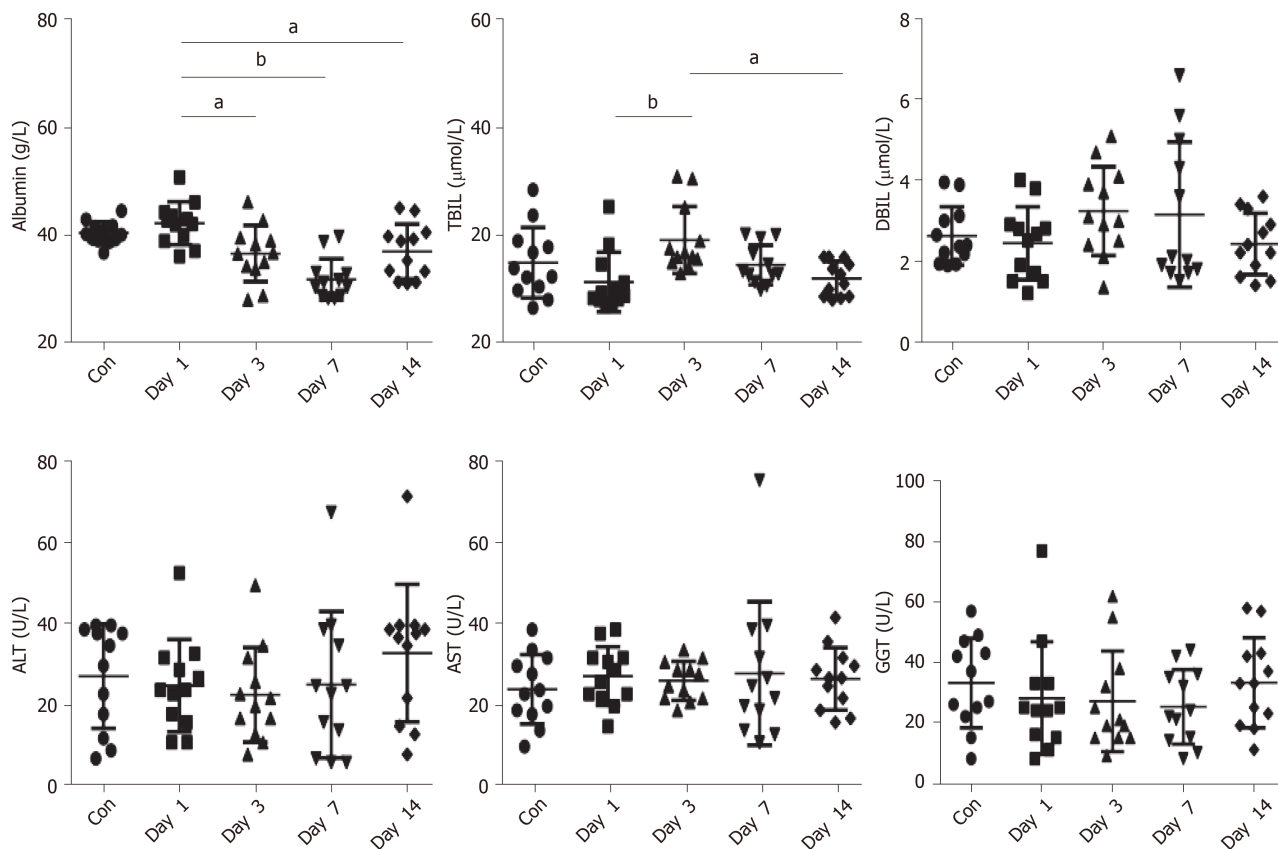 80
60
40
20
Albumin (g/L)
a
b
a
Con
Day 1
Day 3
Day 7
Day 14
60
40
20
20
TBIL (μmol/L)
a
b
Con
Day 1
Day 3
Day 7
Day 14
8
6
4
2
0
DBIL (μmol/L)
Con
Day 1
Day 3
Day 7
Day 14
80
60
40
20
0
ALT (U/L)
Con
Day 1
Day 3
Day 7
Day 14
80
60
40
20
0
AST (U/L)
Con
Day 1
Day 3
Day 7
Day 14
100
80
60
40
20
0
GGT (U/L)
Con
Day 1
Day 3
Day 7
Day 14